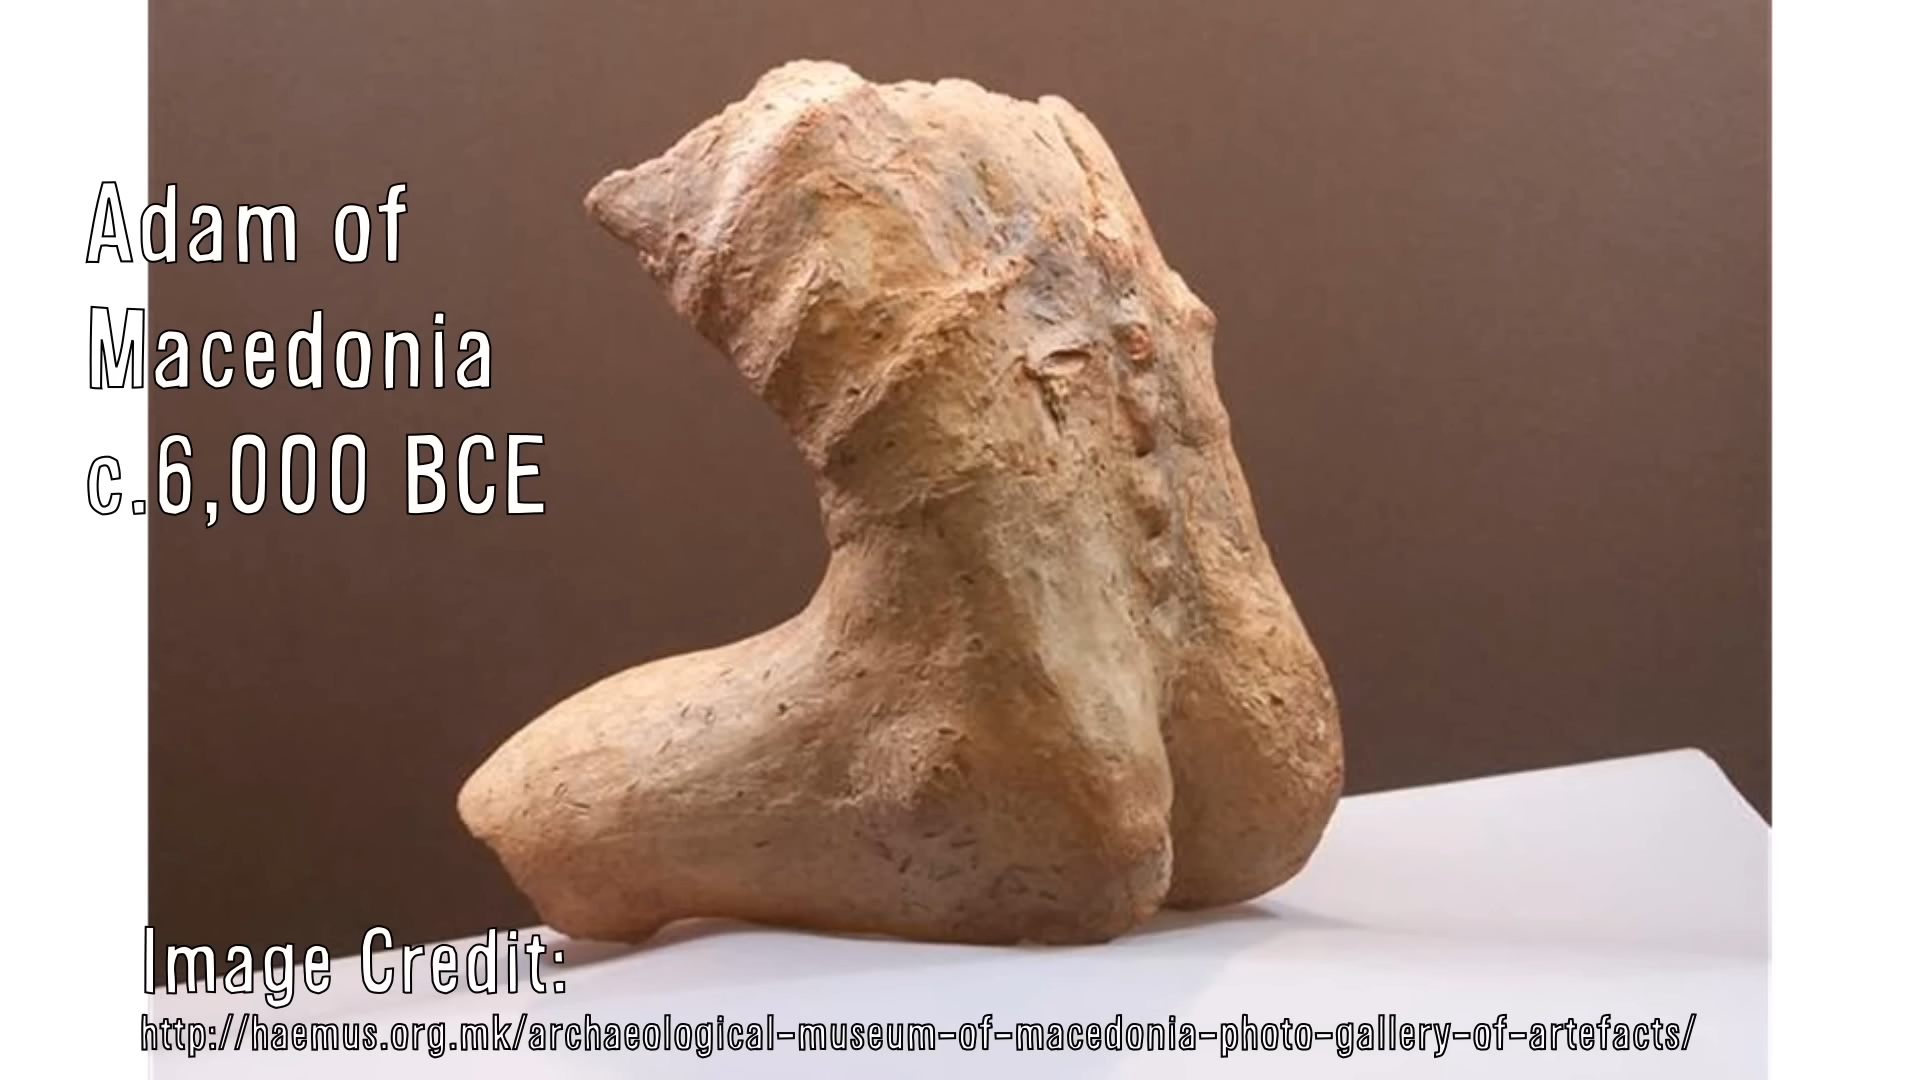 Adam of
Macedonia
c.6,000 BCE
Image Credit:
http://haemus.org.mk/archaeological-museum-of-macedonia-photo-gallery-of-artefacts/